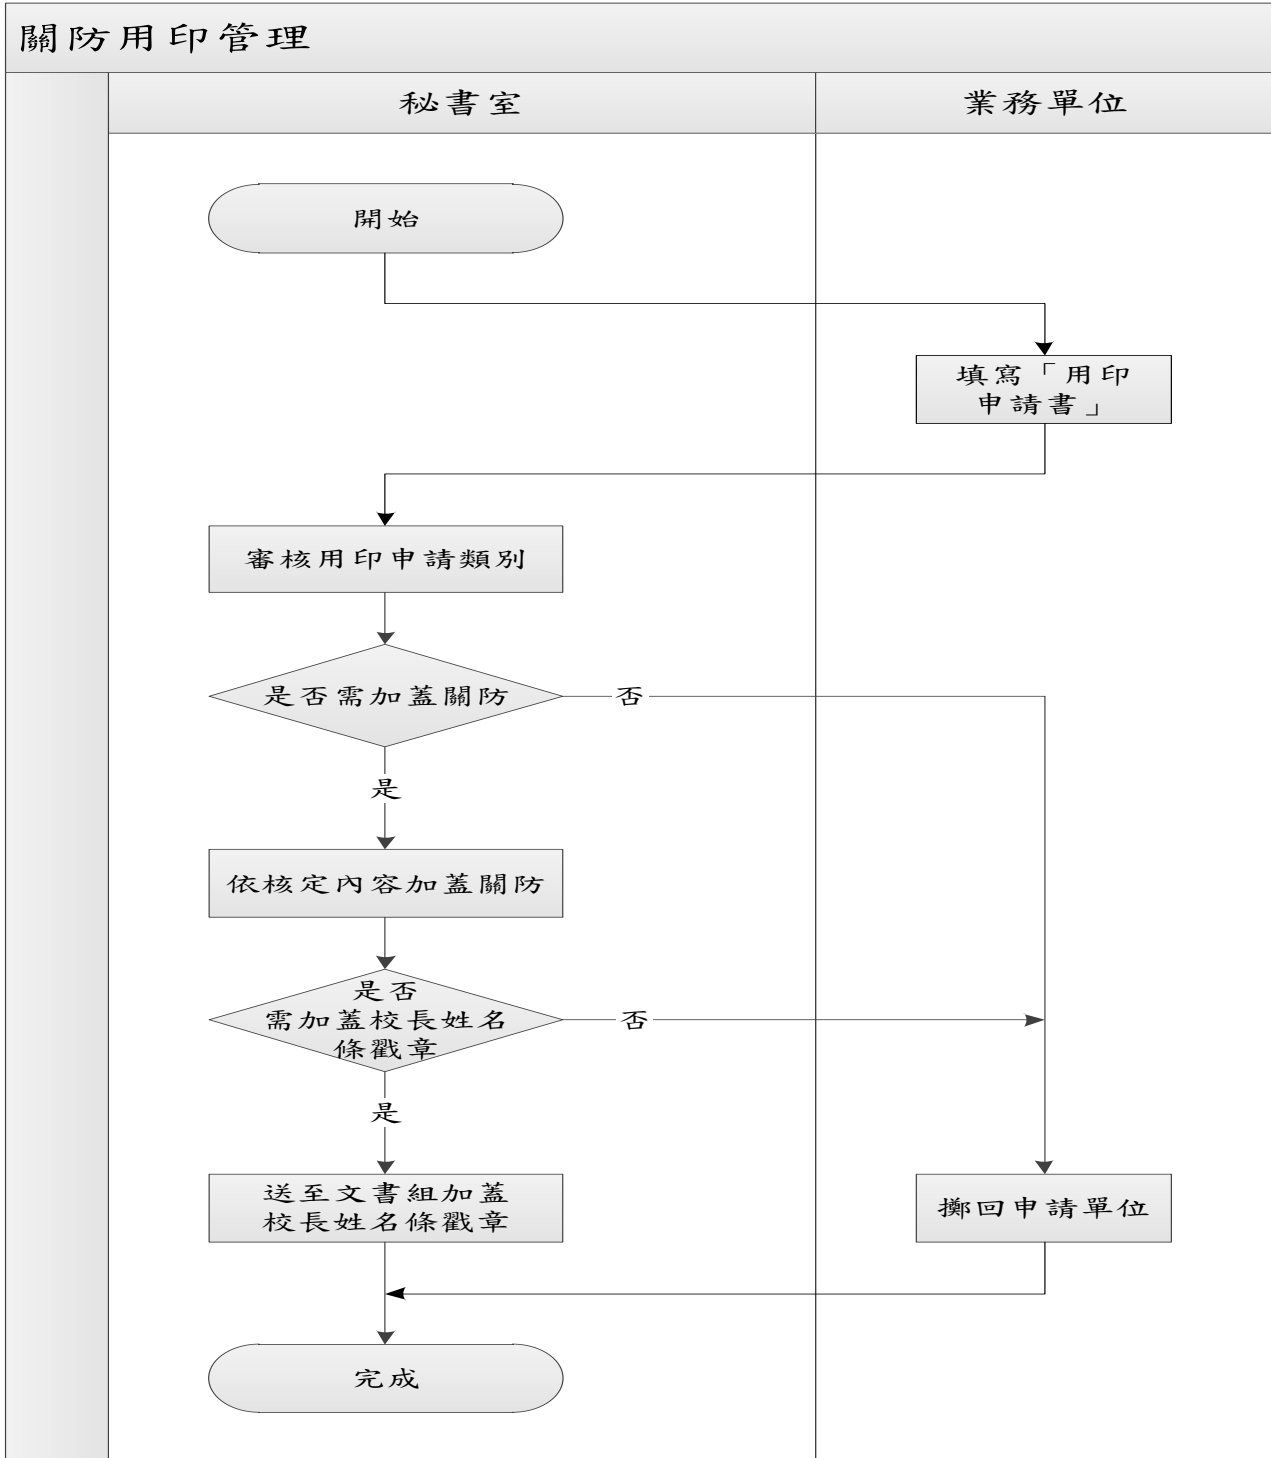 關防用印管理
秘書室
業務單位
開始
填寫「用印
申請書」
審核用印申請類別
是否需加蓋關防
否
是
依核定內容加蓋關防
是否
需加蓋校長姓名
條戳章
否
是
送至文書組加蓋
校長姓名條戳章
擲回申請單位
完成